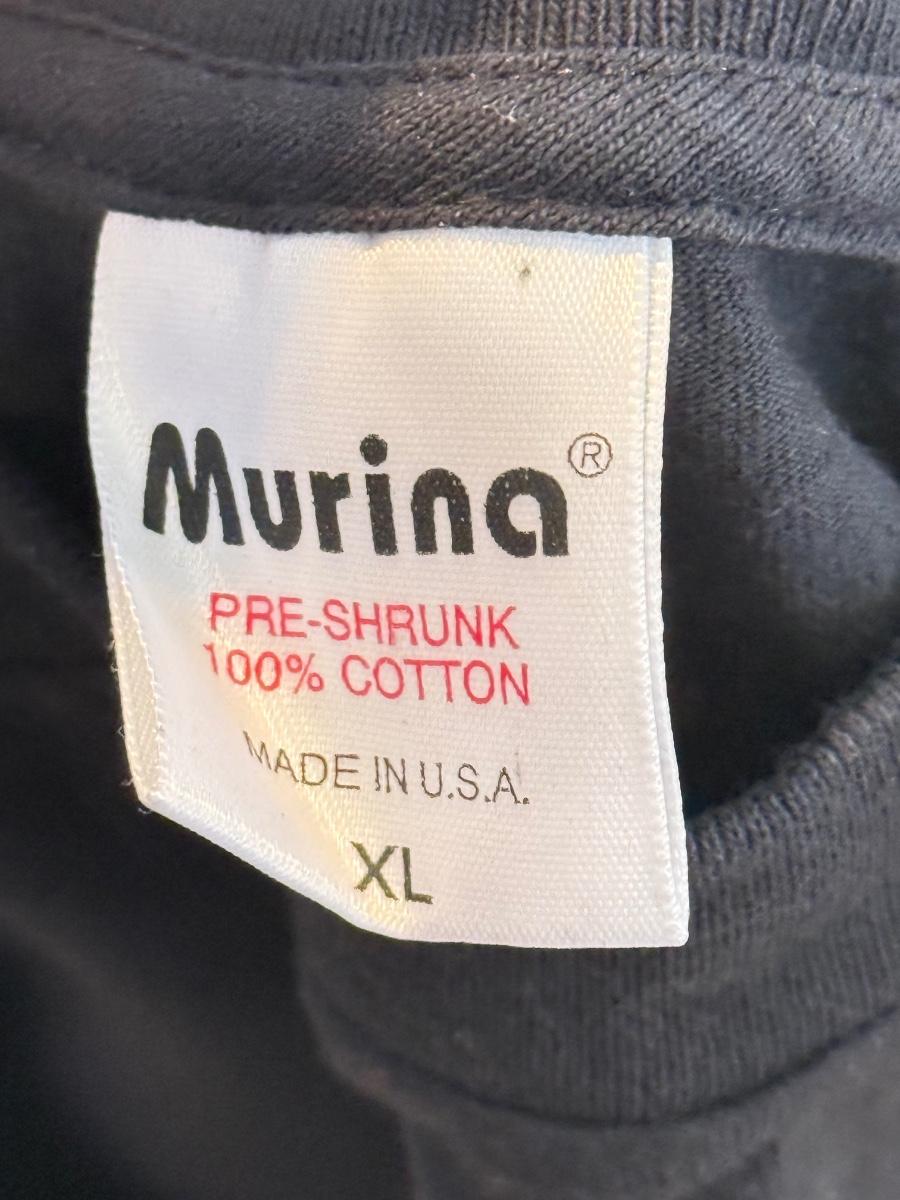 Murina®
PRE-SHRUNK
100% COTTON
MADE IN U.S.A.
XL